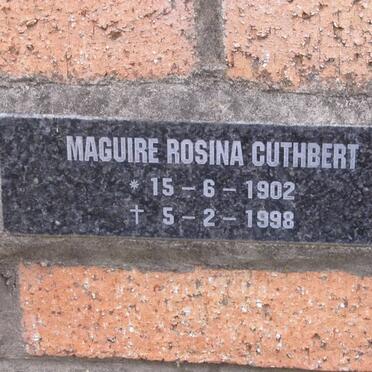 MAGUIRE ROSINA CUTHBERT
* 15 - 6 - 1902
† 5 - 2 - 1998